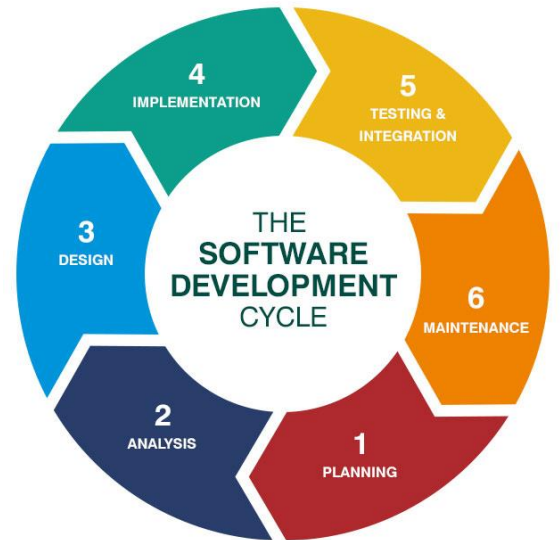 THE
SOFTWARE
DEVELOPMENT
CYCLE
1
PLANNING
2
ANALYSIS
3
DESIGN
4
IMPLEMENTATION
5
TESTING &
INTEGRATION
6
MAINTENANCE